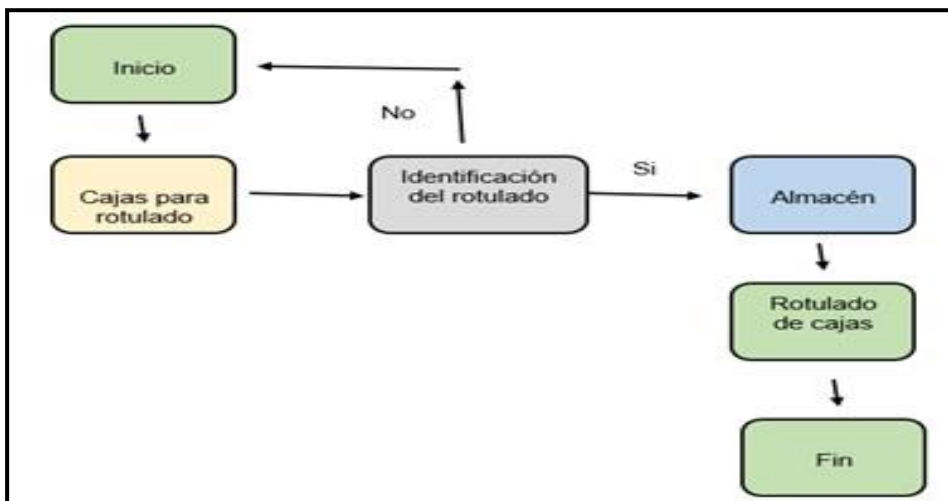 Inicio
No
Cajas para
rotulado
Identificación
del rotulado
Si
Almacén
Rotulado
de cajas
Fin